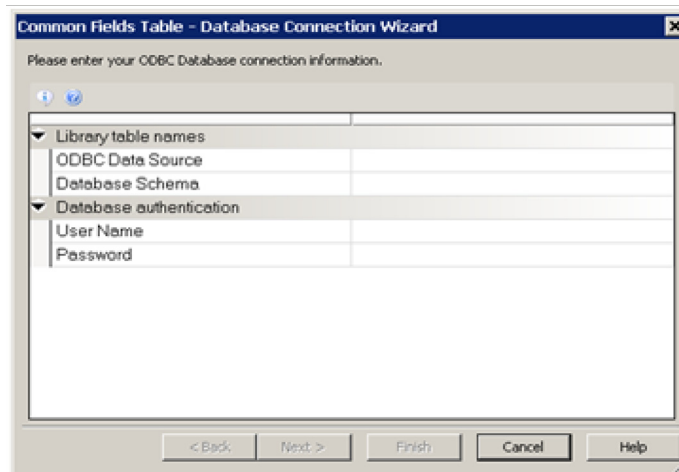 Common Fields Table - Database Connection Wizard
Please enter your ODBC Database connection information.
Library table names
ODBC Data Source
Database Schema
Database authentication
User Name
Password
< Back Next > Finish Cancel Help